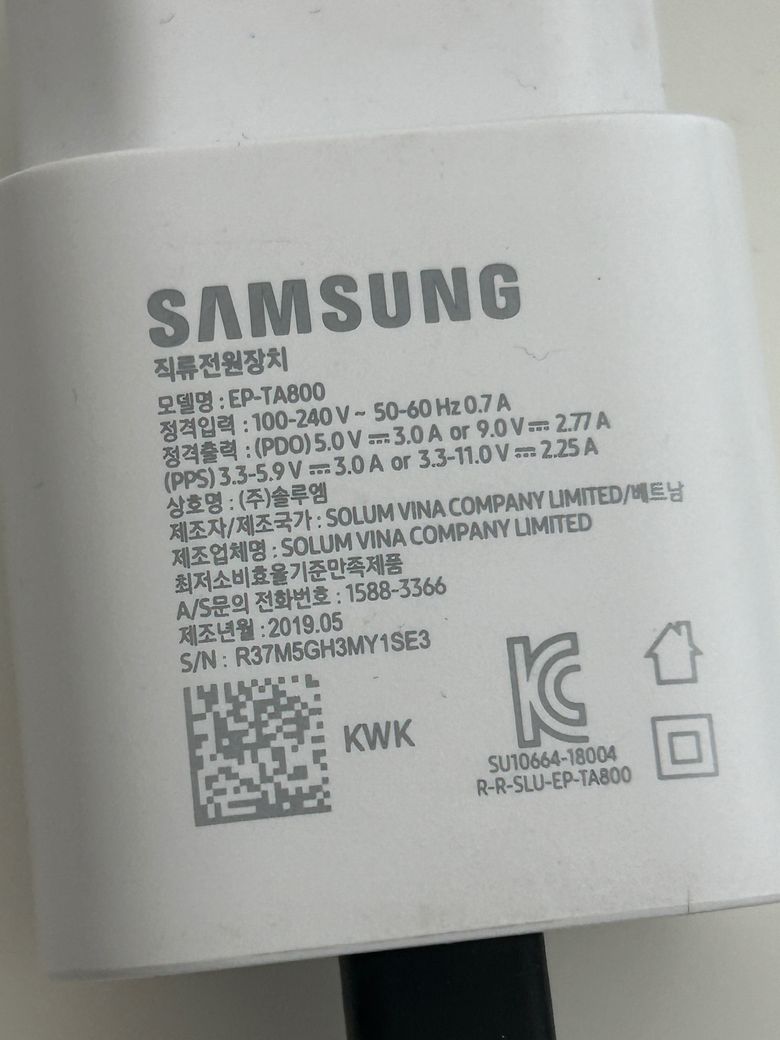 SAMSUNG
직류전원장치
모델명 : EP-TA800
정격입력 : 100-240 V ~ 50-60 Hz 0.7 A
정격출력 : (PDO) 5.0 V ⎓ 3.0 A or 9.0 V ⎓ 2.77 A
(PPS) 3.3-5.9 V ⎓ 3.0 A or 3.3-11.0 V ⎓ 2.25 A
상호명 : (주)솔루엠
제조자/제조국가 : SOLUM VINA COMPANY LIMITED/베트남
제조업체명 : SOLUM VINA COMPANY LIMITED
최저소비효율기준만족제품
A/S문의 전화번호 : 1588-3366
제조년월 : 2019.05
S/N : R37M5GH3MY1SE3
KWK
SU10664-18004
R-R-SLU-EP-TA800